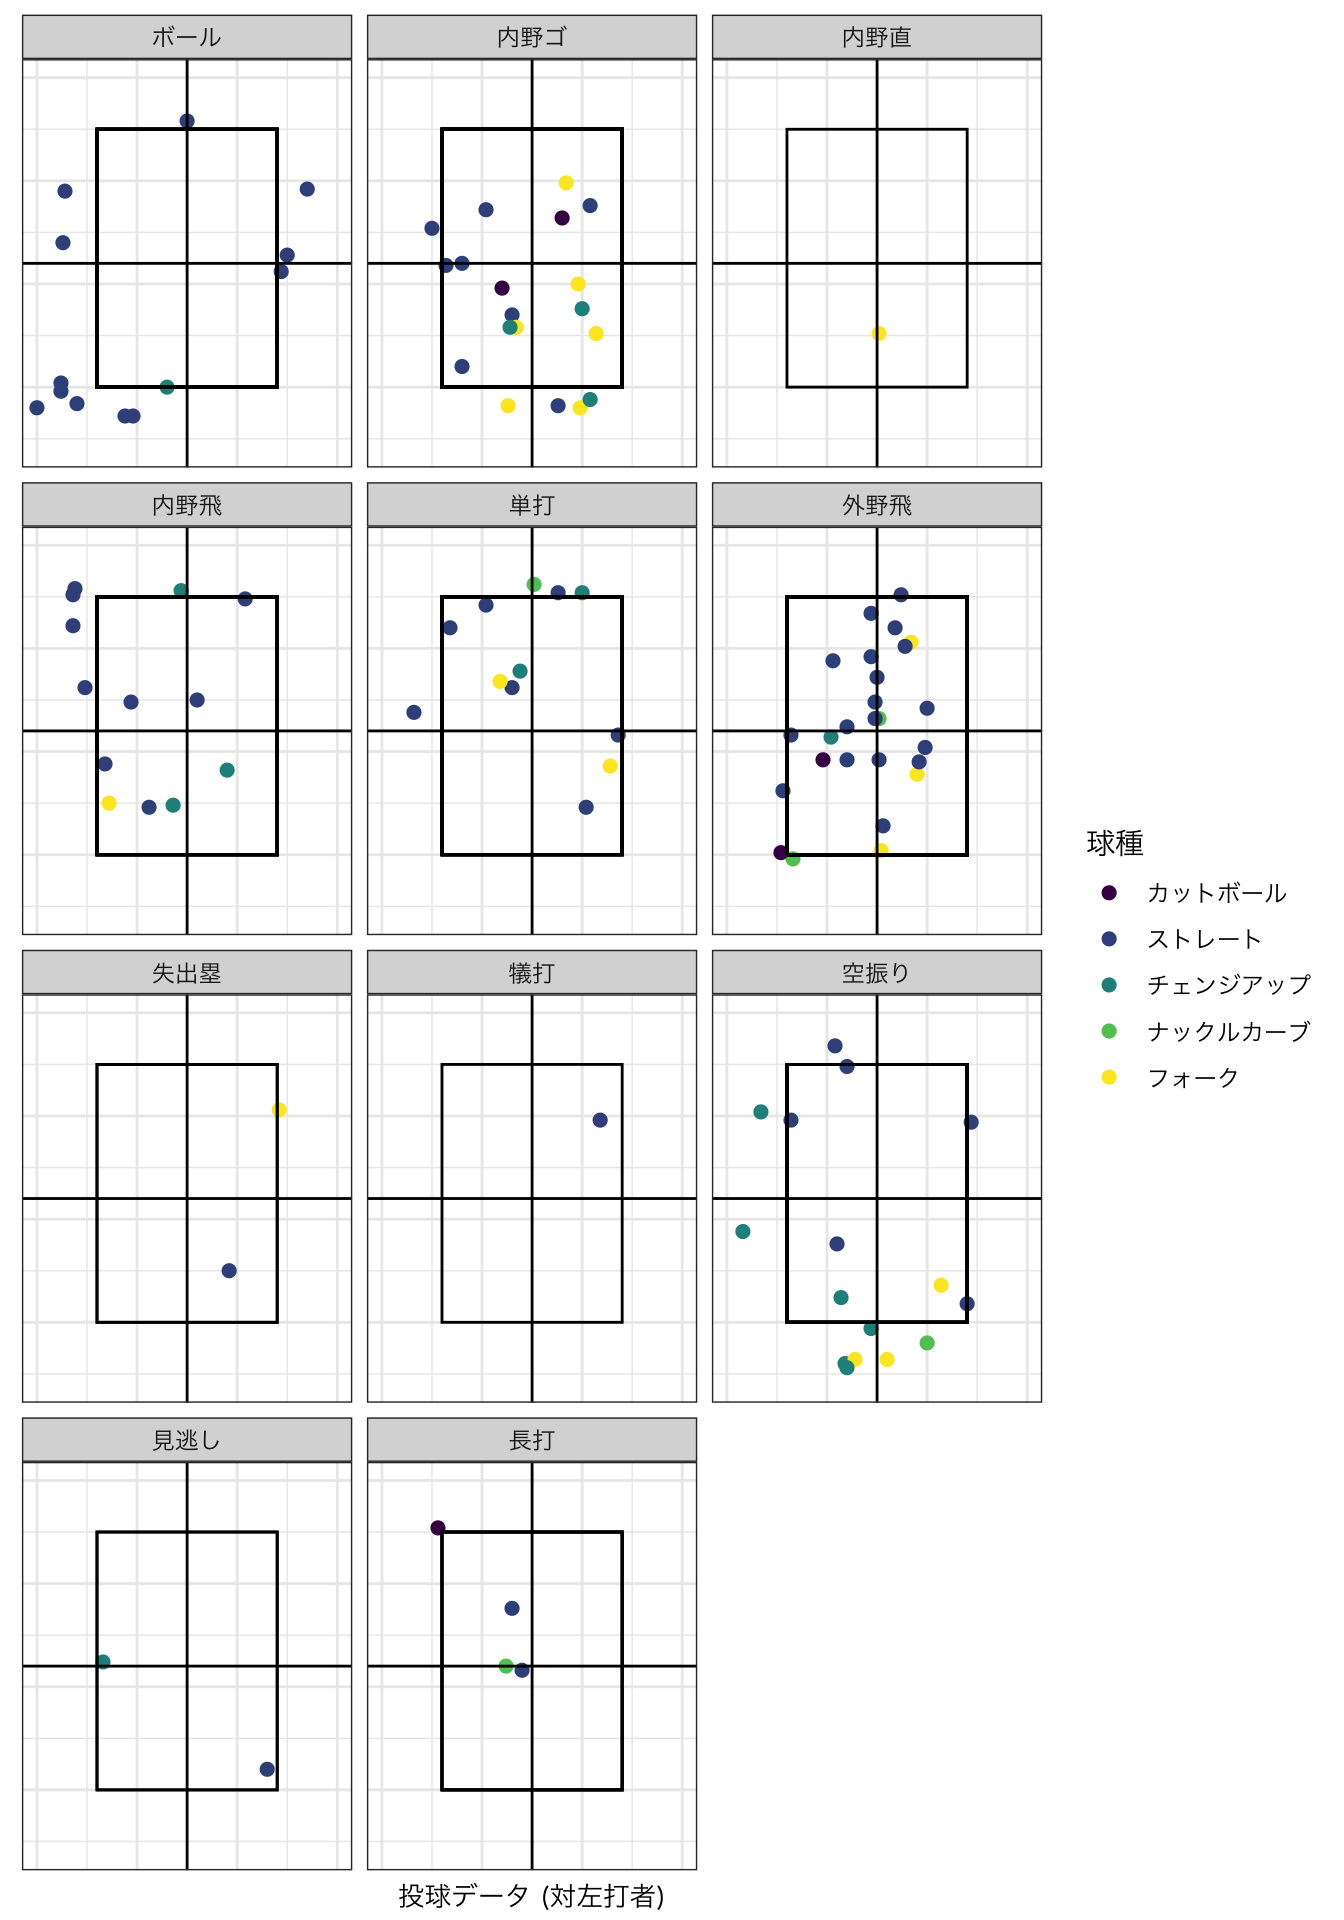 ボール
内野ゴ
内野直
内野飛
単打
外野飛
失出塁
犠打
空振り
見逃し
長打
球種
カットボール
ストレート
チェンジアップ
ナックルカーブ
フォーク
投球データ (対左打者)